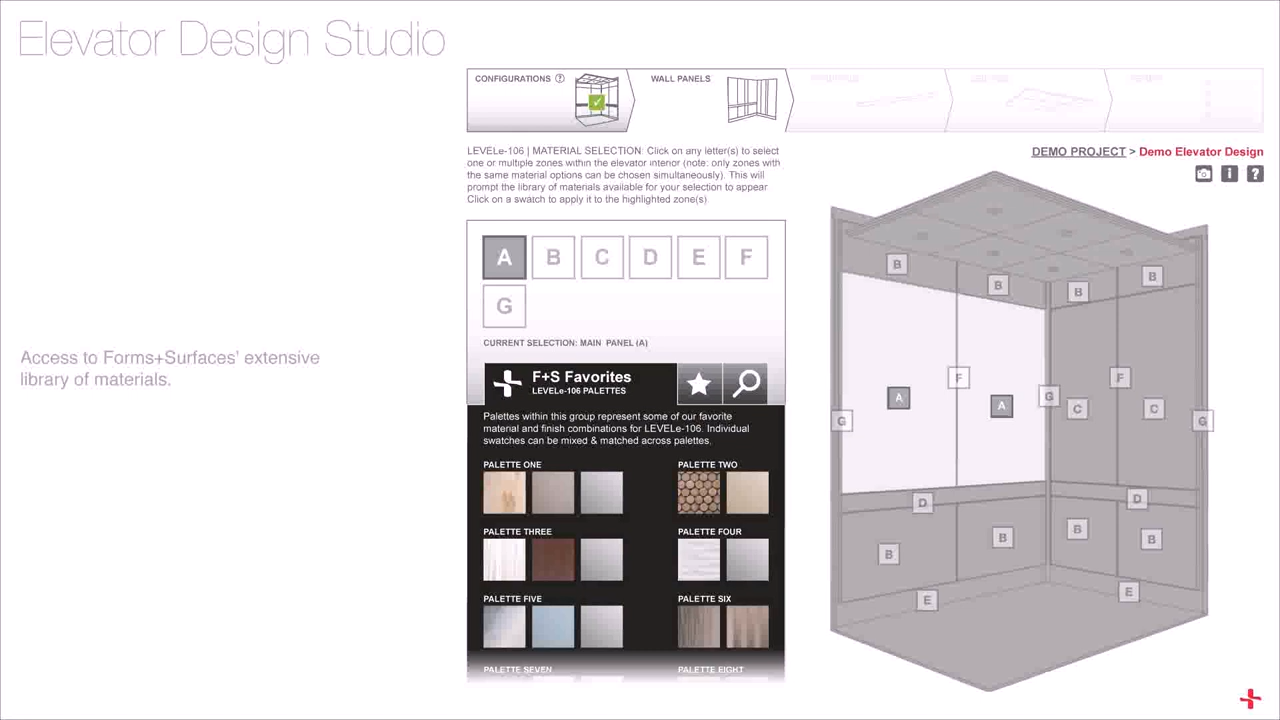 Elevator Design Studio
CONFIGURATIONS ?
WALL PANELS
LEVELe-106 | MATERIAL SELECTION: Click on any letter(s) to select
one or multiple zones within the elevator interior (note: only zones with
the same material options can be chosen simultaneously). This will
prompt the library of materials available for your selection to appear
Click on a swatch to apply it to the highlighted zone(s)
DEMO PROJECT > Demo Elevator Design
i ?
A B C D E F
G
CURRENT SELECTION: MAIN PANEL (A)
F+S Favorites
LEVELe-106 PALETTES
Palettes within this group represent some of our favorite
material and finish combinations for LEVELe-106. Individual
swatches can be mixed & matched across palettes.
PALETTE ONE
PALETTE TWO
PALETTE THREE
PALETTE FOUR
PALETTE FIVE
PALETTE SIX
PALETTE SEVEN
PALETTE EIGHT
Access to Forms+Surfaces' extensive
library of materials.
B B B B
F F
A A G C C
G G
D D
B B B B
E E